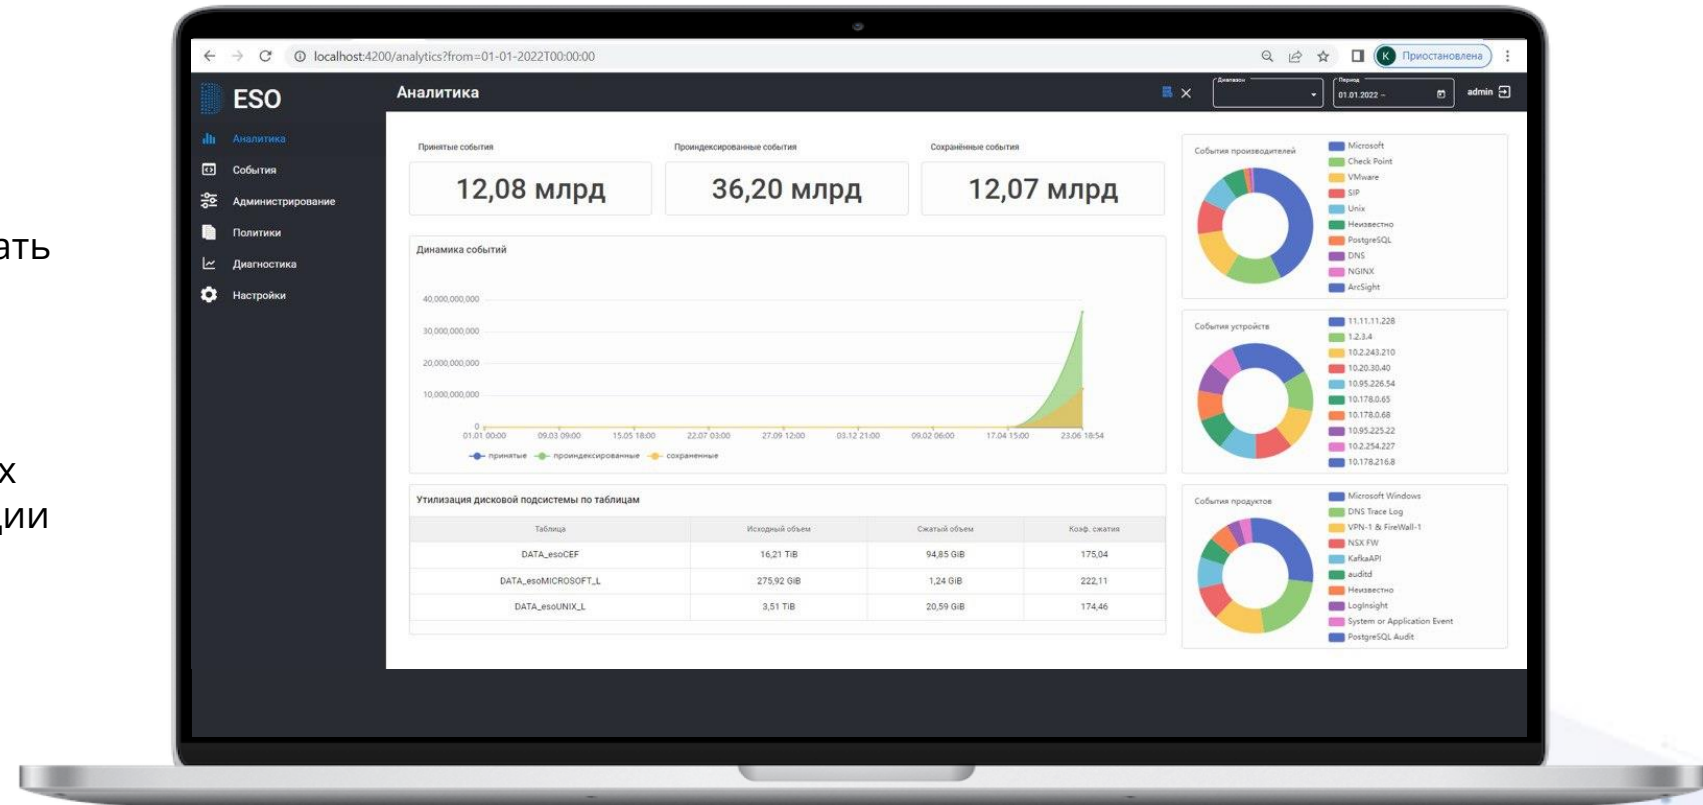 ать
х
ции
localhost:4200/analytics?from=01-01-2022T00:00:00
К Приостановлена
ESO
Аналитика
События
Администрирование
Политики
Диагностика
Настройки
Аналитика
Диапазон
Период
01.01.2022 –
admin
Принятые события
12,08 млрд
Проиндексированные события
36,20 млрд
Сохранённые события
12,07 млрд
Динамика событий
40,000,000,000
30,000,000,000
20,000,000,000
10,000,000,000
0
01.01 00:00 09.03 09:00 15.05 18:00 22.07 03:00 27.09 12:00 03.12 21:00 09.02 06:00 17.04 15:00 23.06 18:54
принятые проиндексированные сохраненные
Утилизация дисковой подсистемы по таблицам
Таблица Исходный объем Сжатый объем Коэф. сжатия
DATA_esoCEF 16,21 TiB 94,85 GiB 175,04
DATA_esoMICROSOFT_L 275,92 GiB 1,24 GiB 222,11
DATA_esoUNIX_L 3,51 TiB 20,59 GiB 174,46
События производителей
Microsoft
Check Point
VMware
SIP
Unix
Неизвестно
PostgreSQL
DNS
NGINX
ArcSight
События устройств
11.11.11.228
1.2.3.4
10.2.243.210
10.20.30.40
10.95.226.54
10.178.0.65
10.178.0.68
10.95.225.22
10.2.254.227
10.178.216.8
События продуктов
Microsoft Windows
DNS Trace Log
VPN-1 & FireWall-1
NSX FW
KafkaAPI
auditd
Неизвестно
LogInsight
System or Application Event
PostgreSQL Audit